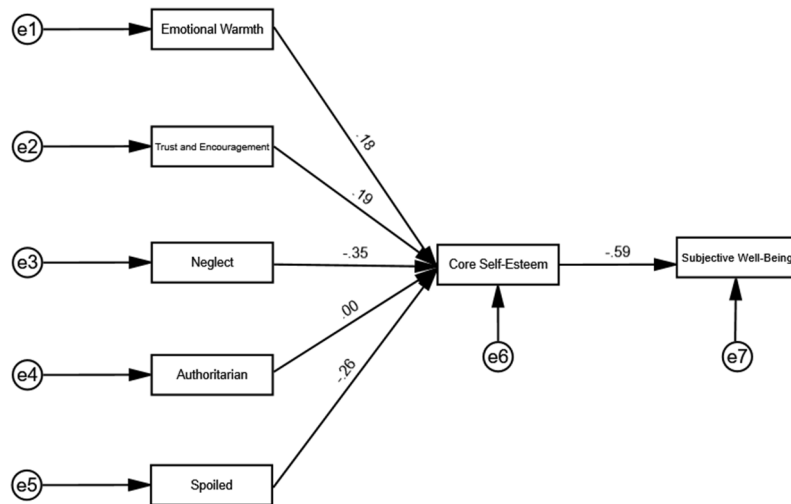 e1
Emotional Warmth
.18
e2
Trust and Encouragement
.19
e3
Neglect
-.35
Core Self-Esteem
-.59
Subjective Well-Being
.00
e4
Authoritarian
-.26
e6
e7
e5
Spoiled